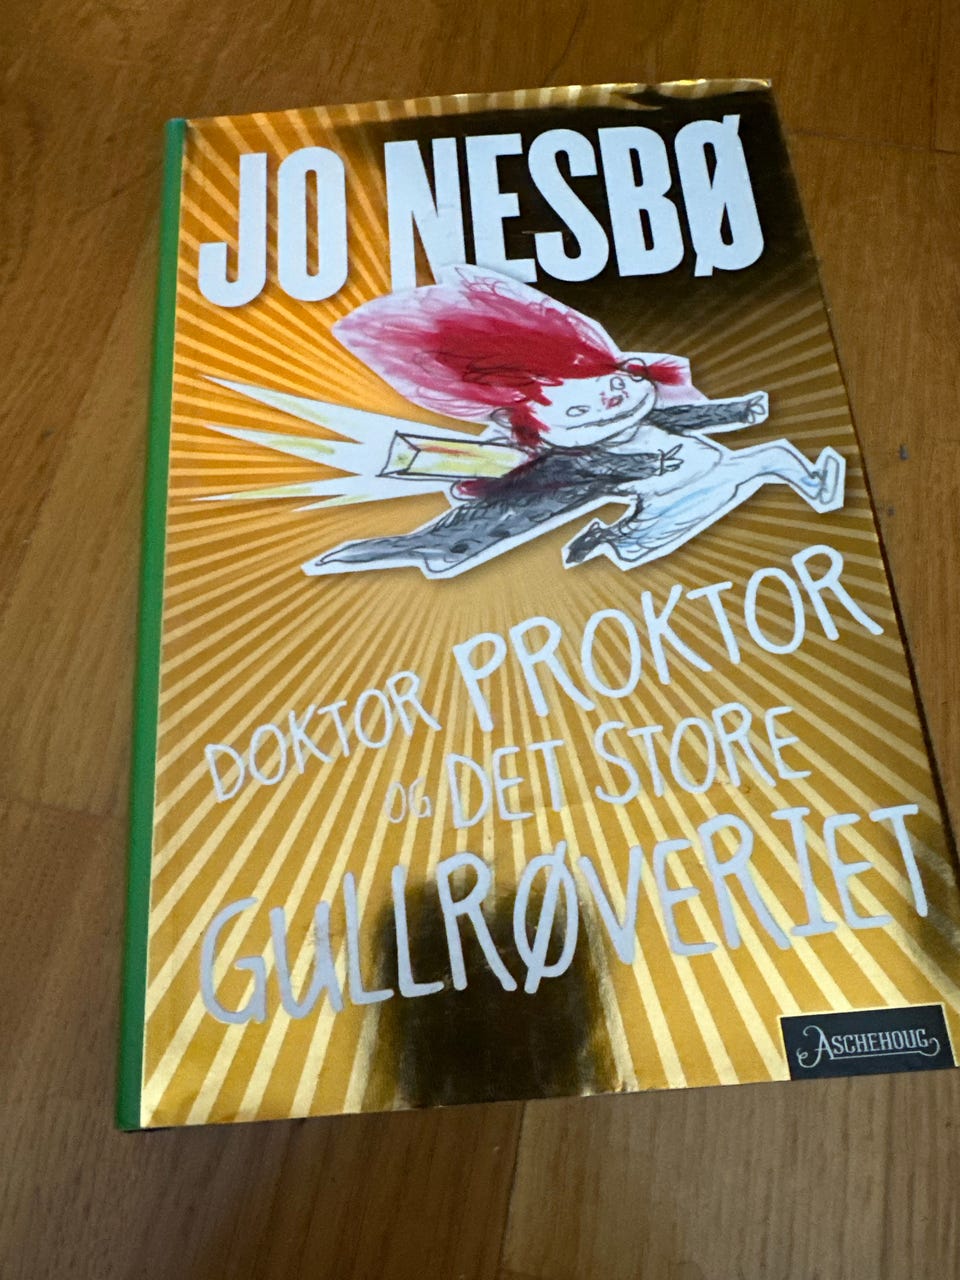 JO NESBØ
DOKTOR PROKTOR
OG DET STORE
GULLRØVERIET
ASCHEHOUG